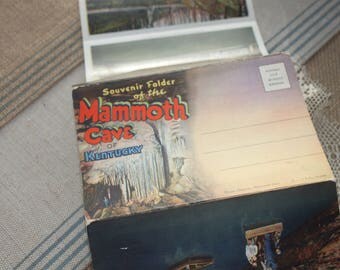 Souvenir Folder
of the
Mammoth
Cave
OF
KENTUCKY